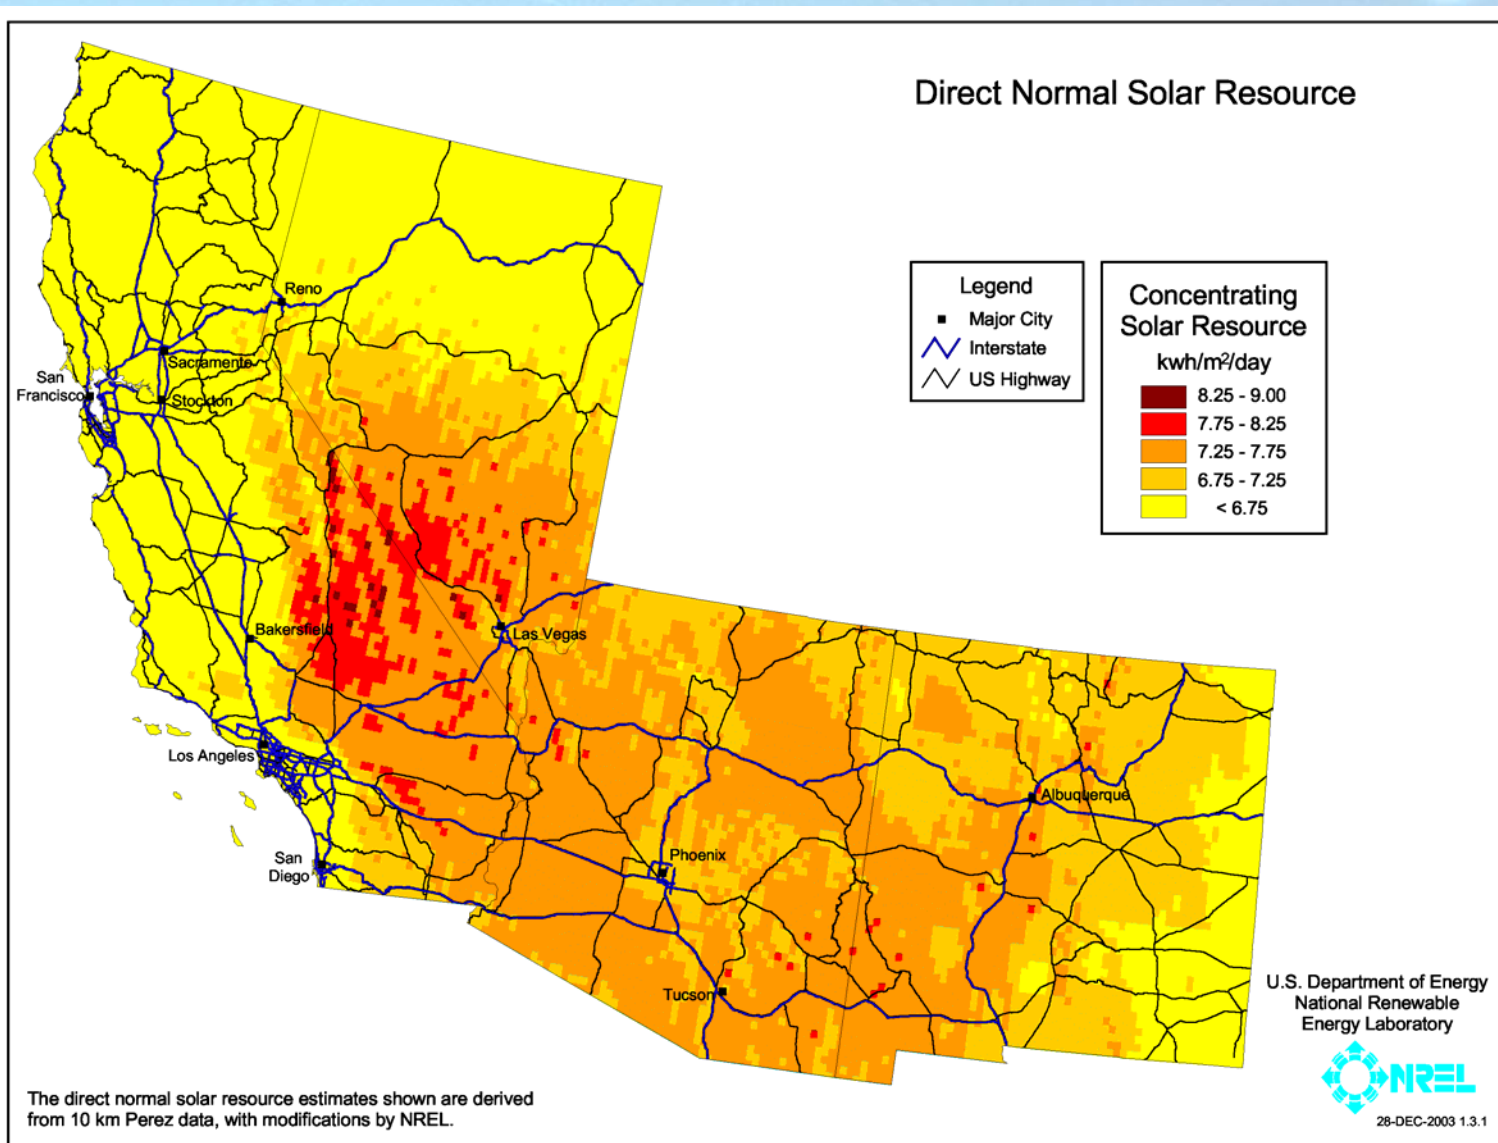 Direct Normal Solar Resource
Legend
Major City
Interstate
US Highway
Concentrating
Solar Resource
kwh/m²/day
8.25 - 9.00
7.75 - 8.25
7.25 - 7.75
6.75 - 7.25
< 6.75
Reno
Sacramento
San
Francisco
Stockton
Bakersfield
Las Vegas
Los Angeles
Albuquerque
San
Diego
Phoenix
Tucson
U.S. Department of Energy
National Renewable
Energy Laboratory
NREL
28-DEC-2003 1.3.1
The direct normal solar resource estimates shown are derived
from 10 km Perez data, with modifications by NREL.